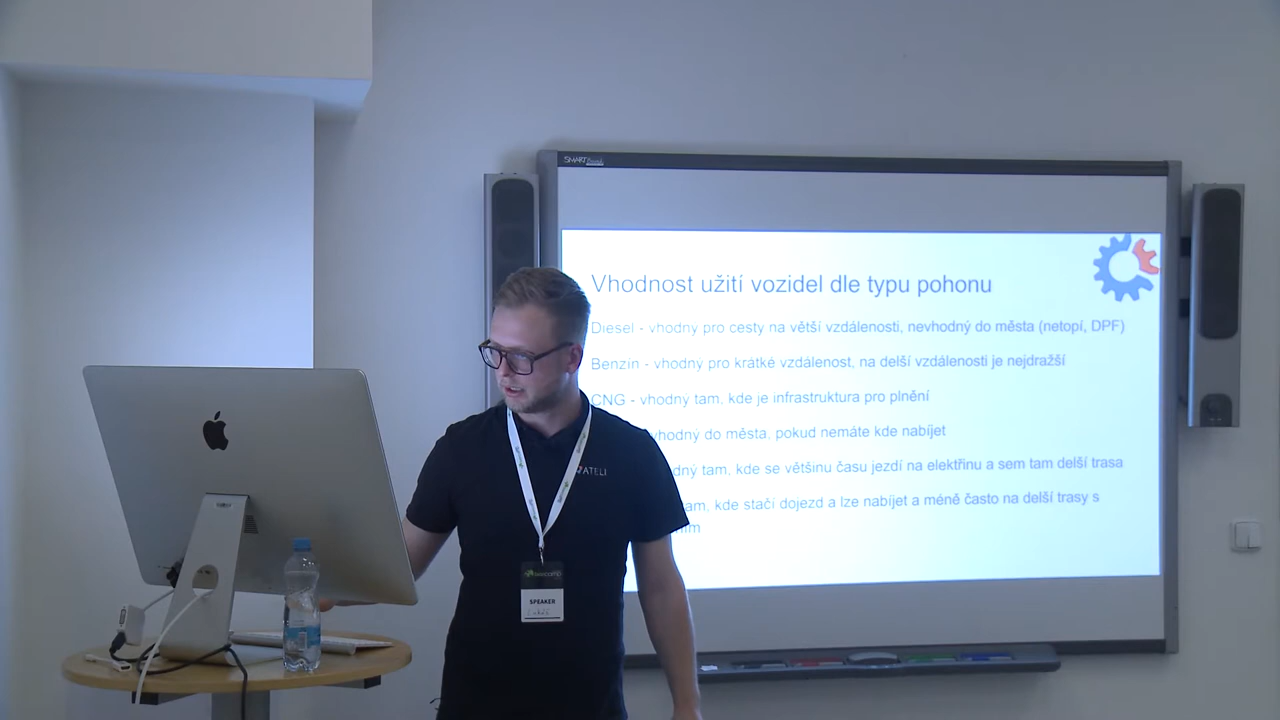 SMART Board
Vhodnost užití vozidel dle typu pohonu
Diesel - vhodný pro cesty na větší vzdálenosti, nevhodný do města (netopí, DPF)
Benzín - vhodný pro krátké vzdálenost, na delší vzdálenosti je nejdražší
CNG - vhodný tam, kde je infrastruktura pro plnění
vhodný do města, pokud nemáte kde nabíjet
tam, kde se většinu času jezdí na elektřinu a sem tam delší trasa
kde stačí dojezd a lze nabíjet a méně často na delší trasy s
SPEAKER
Lukáš